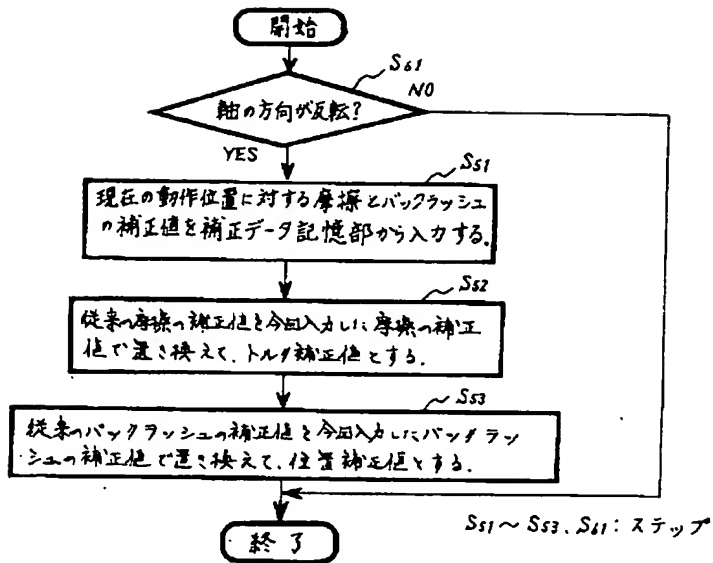 開始
S61
軸の方向が反転?
NO
YES
S51
現在の動作位置に対する摩擦とバックラッシュ
の補正値を補正データ記憶部から入力する.
S52
従来の摩擦の補正値を今回入力した摩擦の補正
値で置き換えて、トルク補正値とする.
S53
従来のバックラッシュの補正値を今回入力したバックラッ
シュの補正値で置き換えて、位置補正値とする.
終了
S51~S53、S61:ステップ